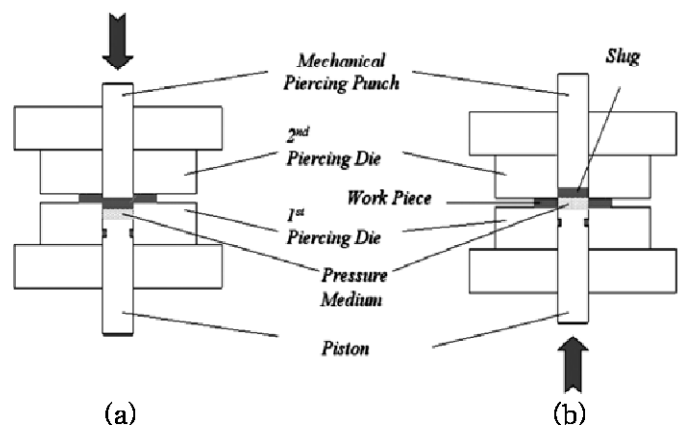 Mechanical
Piercing Punch
Slug
2nd
Piercing Die
Work Piece
1st
Piercing Die
Pressure
Medium
Piston
(a)
(b)